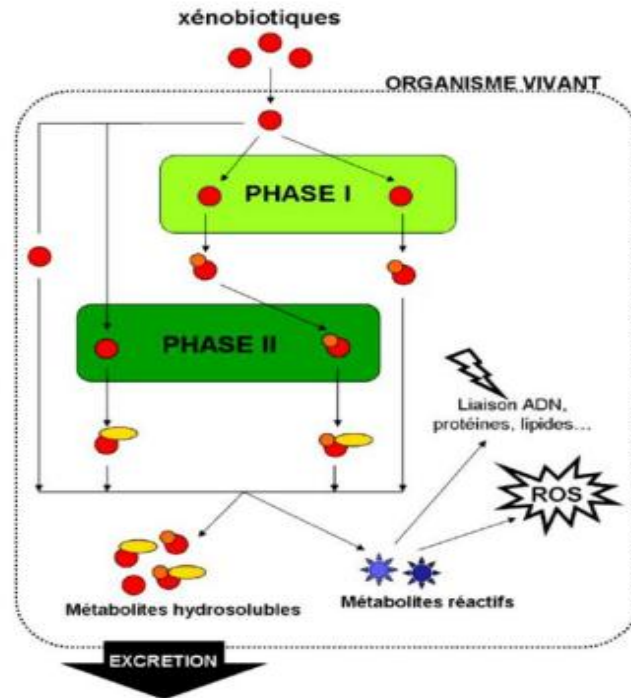 xénobiotiques
ORGANISME VIVANT
PHASE I
PHASE II
Liaison ADN,
protéines, lipides...
ROS
Métabolites hydrosolubles
Métabolites réactifs
EXCRETION